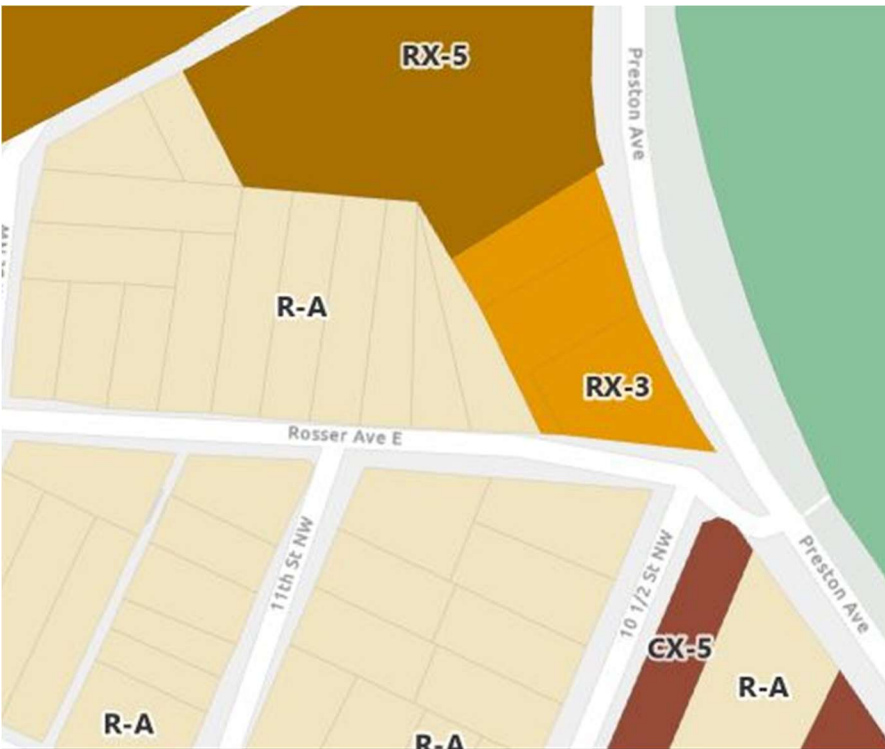 RX-5
Preston Ave
R-A
RX-3
Rosser Ave E
11th St NW
10 1/2 St NW
Preston Ave
CX-5
R-A
R-A
R-A